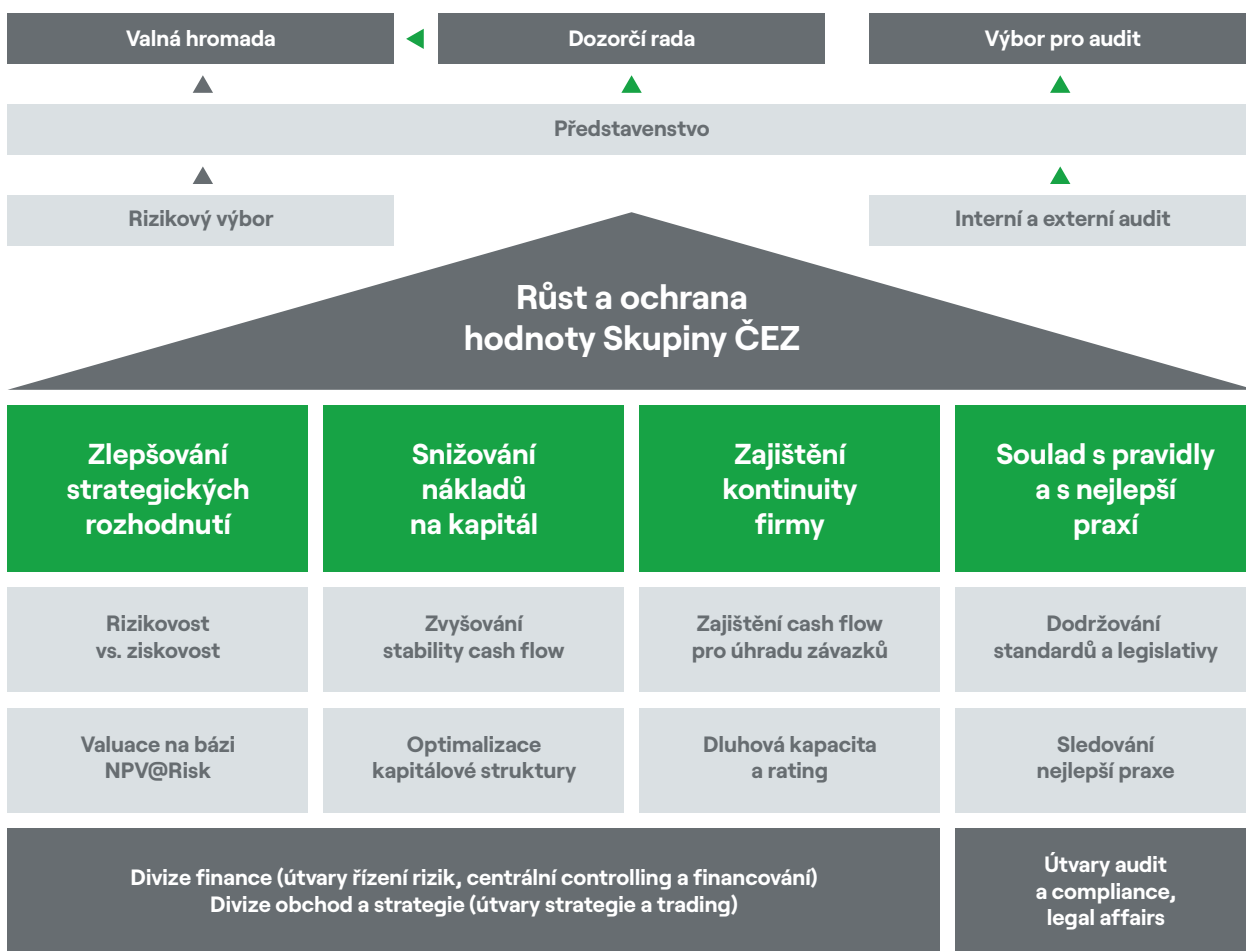 Valná hromada
Dozorčí rada
Výbor pro audit
Představenstvo
Rizikový výbor
Interní a externí audit
Růst a ochrana
hodnoty Skupiny ČEZ
Zlepšování
strategických
rozhodnutí
Snižování
nákladů
na kapitál
Zajištění
kontinuity
firmy
Soulad s pravidly
a s nejlepší
praxí
Rizikovost
vs. ziskovost
Zvyšování
stability cash flow
Zajištění cash flow
pro úhradu závazků
Dodržování
standardů a legislativy
Valuace na bázi
NPV@Risk
Optimalizace
kapitálové struktury
Dluhová kapacita
a rating
Sledování
nejlepší praxe
Divize finance (útvary řízení rizik, centrální controlling a financování)
Divize obchod a strategie (útvary strategie a trading)
Útvary audit
a compliance,
legal affairs